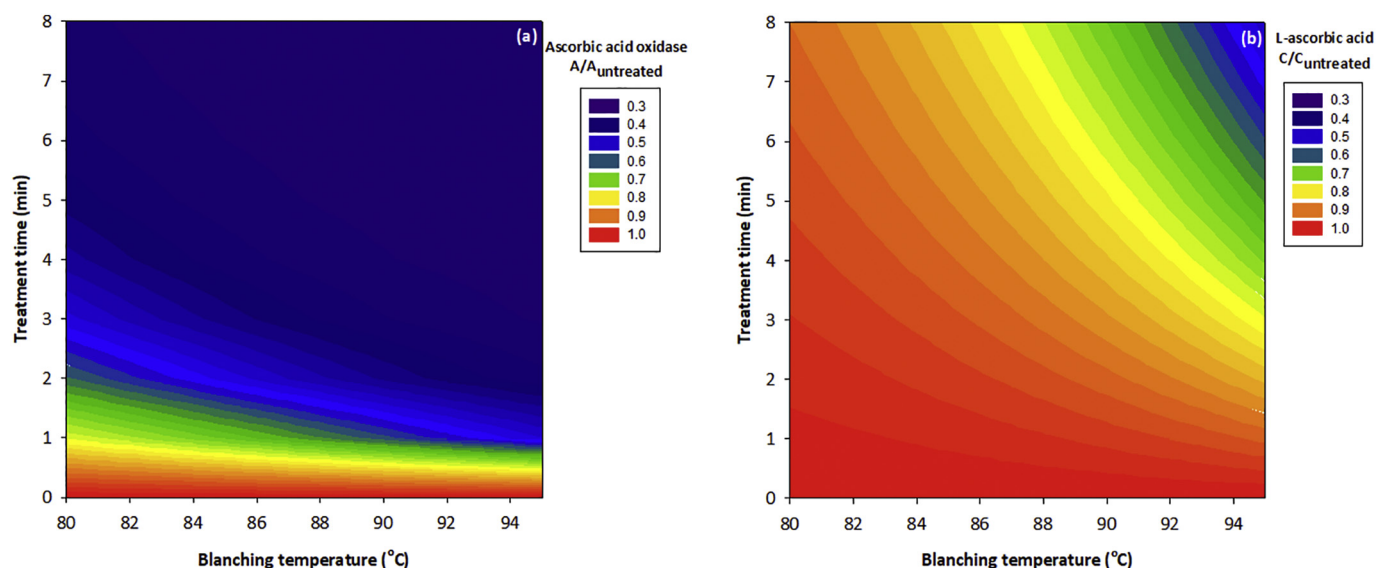 (a)
Ascorbic acid oxidase
A/Auntreated
0.3
0.4
0.5
0.6
0.7
0.8
0.9
1.0
Treatment time (min)
8
7
6
5
4
3
2
1
0
80 82 84 86 88 90 92 94
Blanching temperature (°C)
(b)
L-ascorbic acid
C/Cuntreated
0.3
0.4
0.5
0.6
0.7
0.8
0.9
1.0
Treatment time (min)
8
7
6
5
4
3
2
1
0
80 82 84 86 88 90 92 94
Blanching temperature (°C)